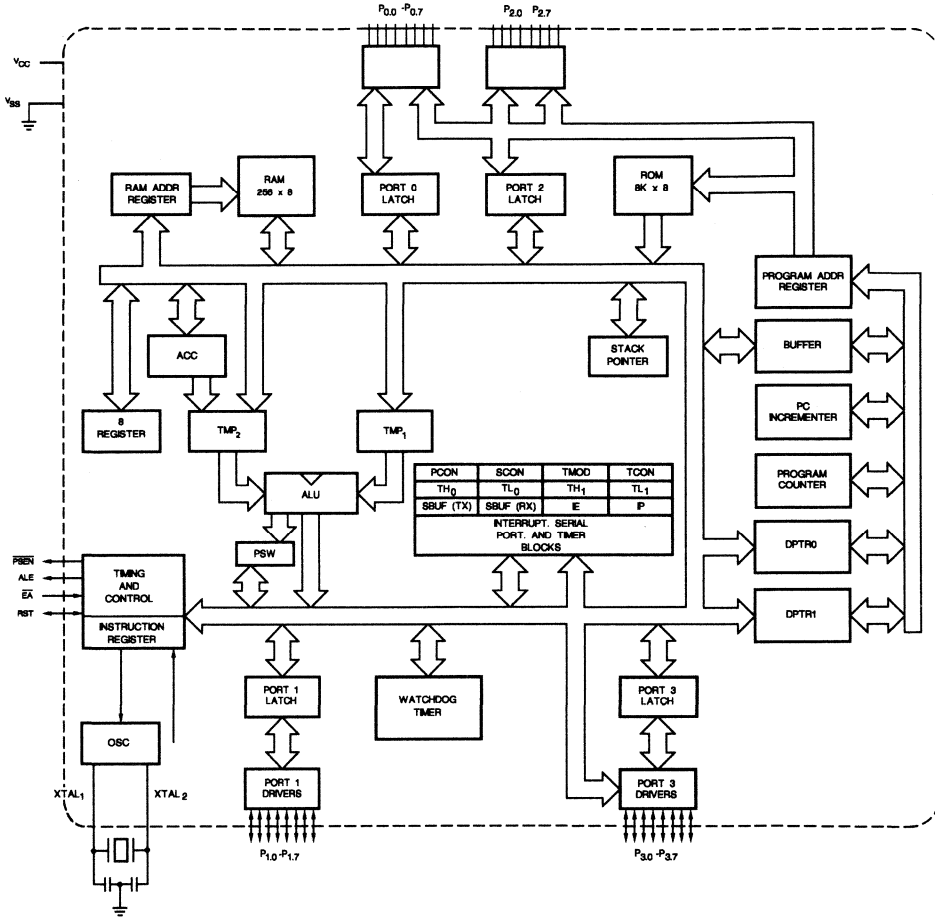 P0.0 -P0.7
P2.0 P2.7
VCC
VSS
RAM ADDR
REGISTER
RAM
256 x 8
PORT 0
LATCH
PORT 2
LATCH
ROM
8K x 8
PROGRAM ADDR
REGISTER
ACC
STACK
POINTER
BUFFER
8
REGISTER
TMP2
TMP1
PC
INCREMENTER
ALU
PCON SCON TMOD TCON
TH0 TL0 TH1 TL1
SBUF (TX) SBUF (RX) IE IP
INTERRUPT. SERIAL
PORT. AND TIMER
BLOCKS
PROGRAM
COUNTER
PSW
DPTR0
PSEN
ALE
EA
RST
TIMING
AND
CONTROL
INSTRUCTION
REGISTER
DPTR1
PORT 1
LATCH
WATCHDOG
TIMER
PORT 3
LATCH
OSC
XTAL1
XTAL2
PORT 1
DRIVERS
PORT 3
DRIVERS
P1.0 -P1.7
P3.0 -P3.7